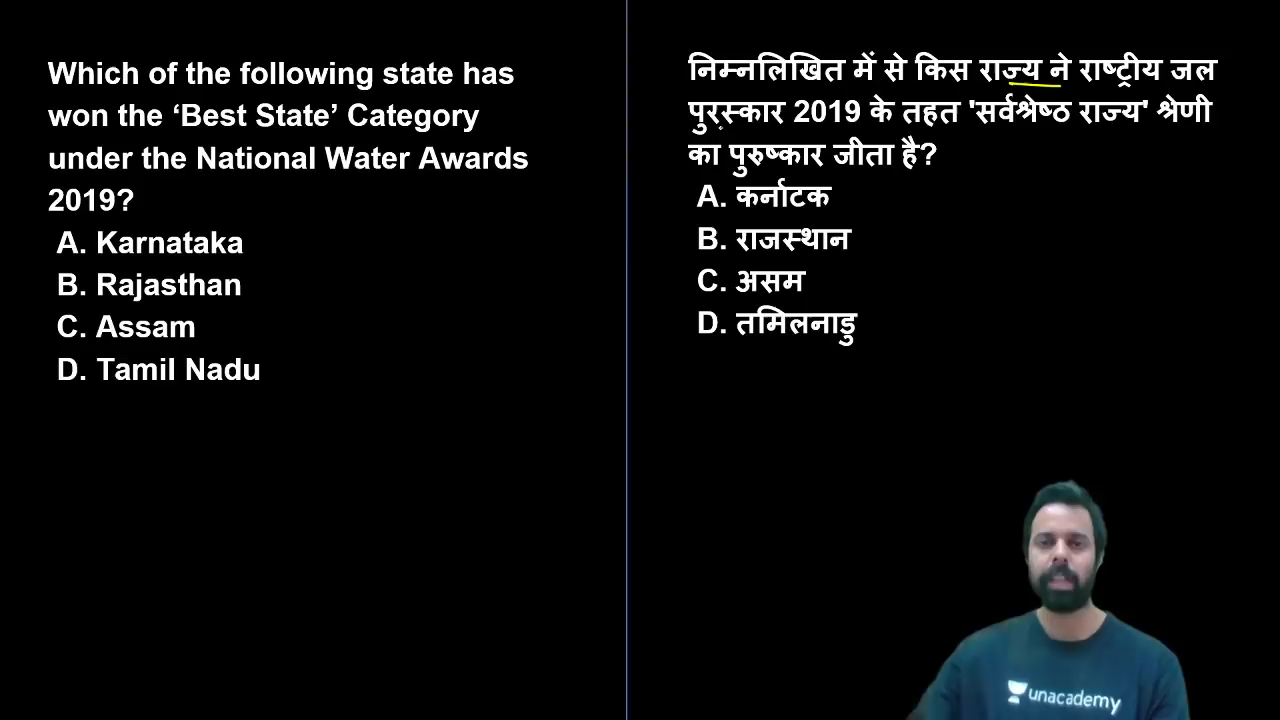 Which of the following state has
won the ‘Best State’ Category
under the National Water Awards
2019?
A. Karnataka
B. Rajasthan
C. Assam
D. Tamil Nadu
निम्नलिखित में से किस राज्य ने राष्ट्रीय जल
पुरस्कार 2019 के तहत 'सर्वश्रेष्ठ राज्य' श्रेणी
का पुरुष्कार जीता है?
A. कर्नाटक
B. राजस्थान
C. असम
D. तमिलनाडु
unacademy